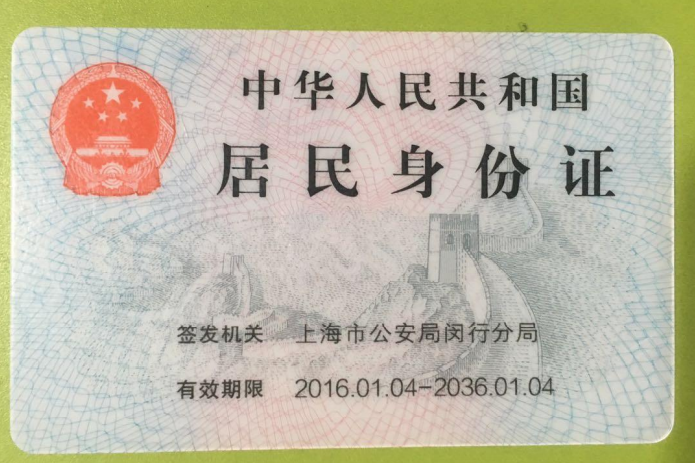 中华人民共和国
居民身份证
签发机关 上海市公安局闵行分局
有效期限 2016.01.04-2036.01.04